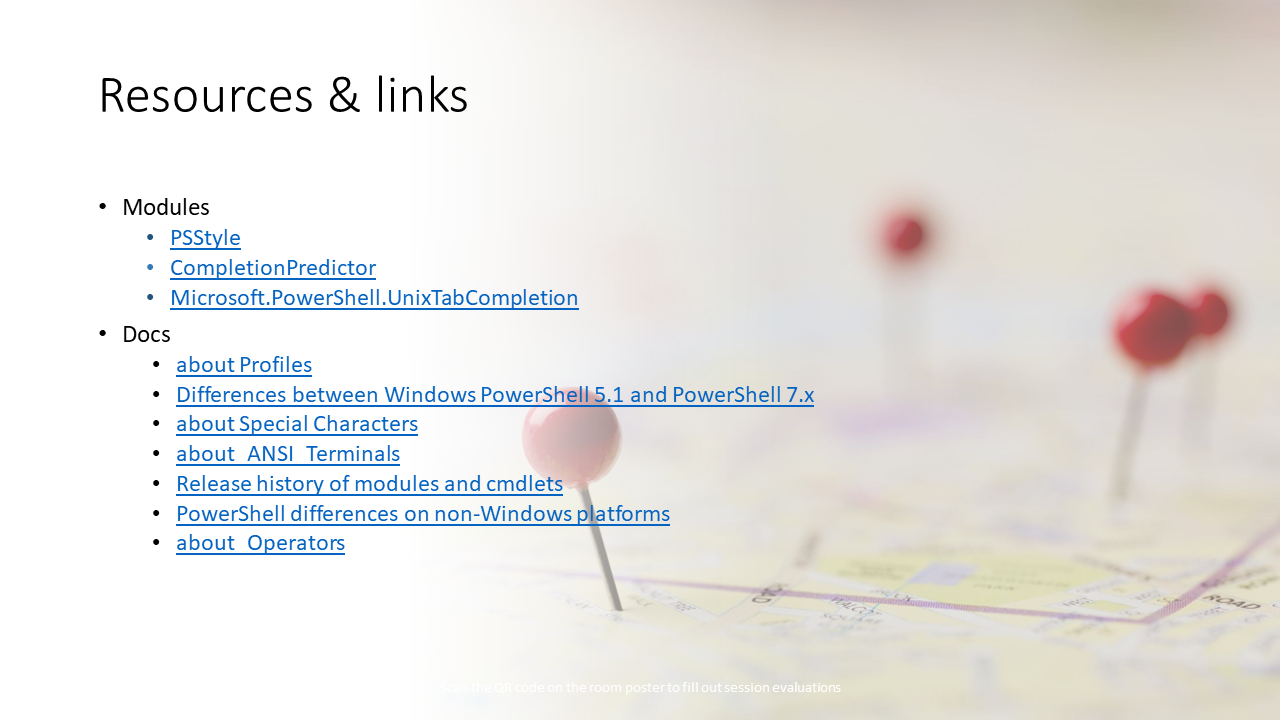 Resources & links
• Modules
• PSStyle
• CompletionPredictor
• Microsoft.PowerShell.UnixTabCompletion
• Docs
• about Profiles
• Differences between Windows PowerShell 5.1 and PowerShell 7.x
• about Special Characters
• about_ANSI_Terminals
• Release history of modules and cmdlets
• PowerShell differences on non-Windows platforms
• about_Operators
ROAD
the QR code on the room poster to fill out session evaluations